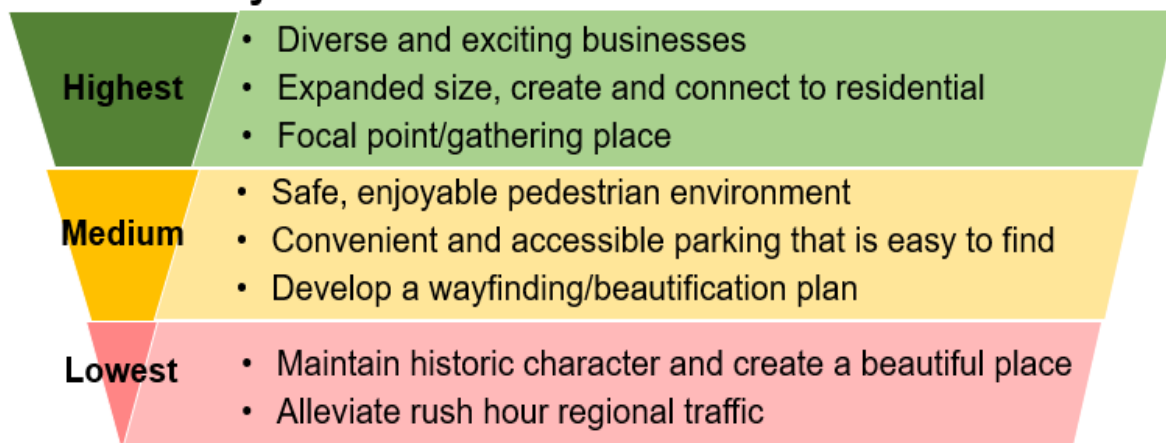 Highest
• Diverse and exciting businesses
• Expanded size, create and connect to residential
• Focal point/gathering place
Medium
• Safe, enjoyable pedestrian environment
• Convenient and accessible parking that is easy to find
• Develop a wayfinding/beautification plan
Lowest
• Maintain historic character and create a beautiful place
• Alleviate rush hour regional traffic